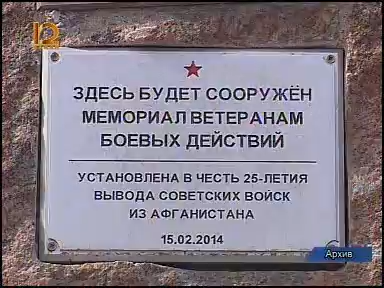 ЗДЕСЬ БУДЕТ СООРУЖЁН
МЕМОРИАЛ ВЕТЕРАНАМ
БОЕВЫХ ДЕЙСТВИЙ
УСТАНОВЛЕНА В ЧЕСТЬ 25-ЛЕТИЯ
ВЫВОДА СОВЕТСКИХ ВОЙСК
ИЗ АФГАНИСТАНА
15.02.2014
Архив